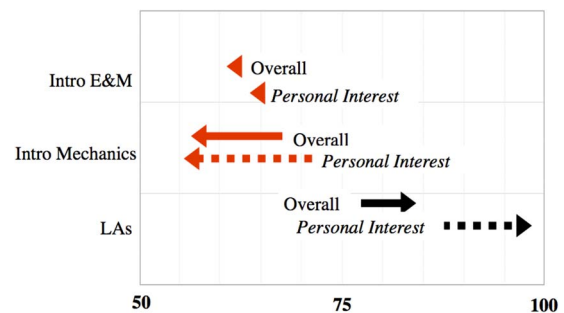 Intro E&M
Overall
Personal Interest
Intro Mechanics
Overall
Personal Interest
LAs
Overall
Personal Interest
50
75
100